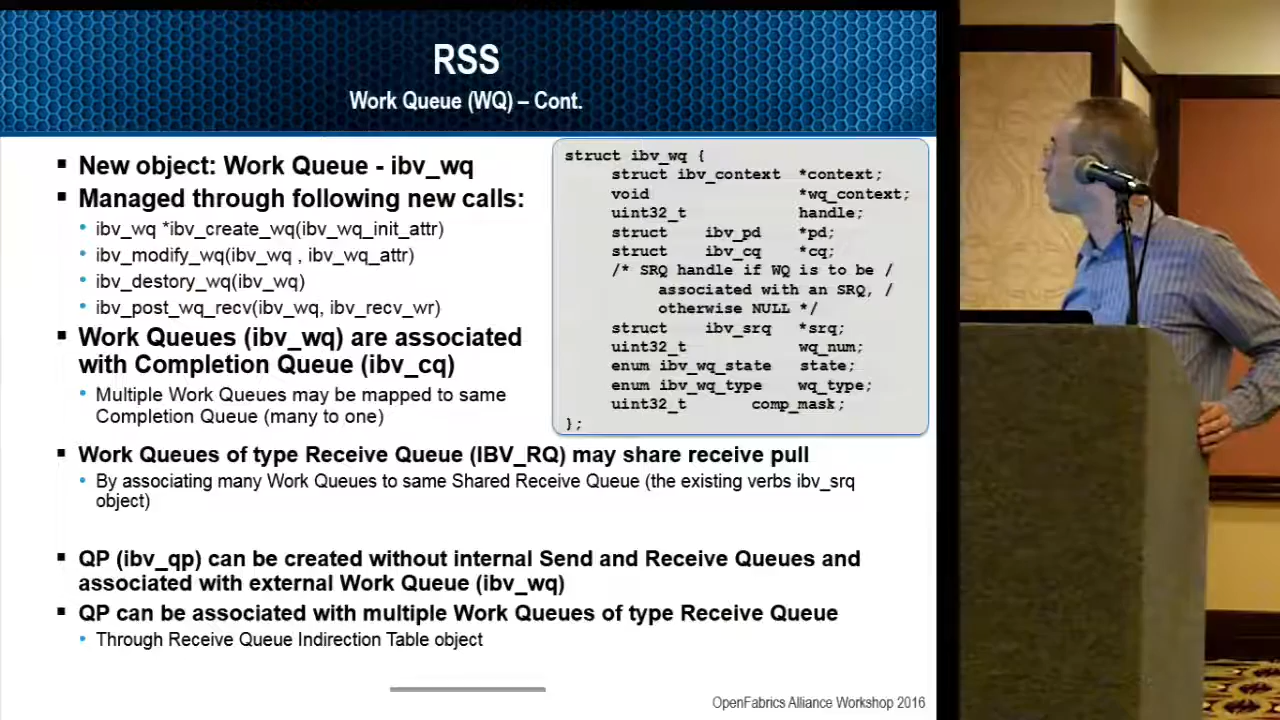 RSS
Work Queue (WQ) – Cont.
New object: Work Queue - ibv_wq
Managed through following new calls:
ibv_wq *ibv_create_wq(ibv_wq_init_attr)
ibv_modify_wq(ibv_wq , ibv_wq_attr)
ibv_destory_wq(ibv_wq)
ibv_post_wq_recv(ibv_wq, ibv_recv_wr)
Work Queues (ibv_wq) are associated
with Completion Queue (ibv_cq)
Multiple Work Queues may be mapped to same
Completion Queue (many to one)
struct ibv_wq {
struct ibv_context *context;
void *wq_context;
uint32_t handle;
struct ibv_pd *pd;
struct ibv_cq *cq;
/* SRQ handle if WQ is to be /
associated with an SRQ, /
otherwise NULL */
struct ibv_srq *srq;
uint32_t wq_num;
enum ibv_wq_state state;
enum ibv_wq_type wq_type;
uint32_t comp_mask;
};
Work Queues of type Receive Queue (IBV_RQ) may share receive pull
By associating many Work Queues to same Shared Receive Queue (the existing verbs ibv_srq
object)
QP (ibv_qp) can be created without internal Send and Receive Queues and
associated with external Work Queue (ibv_wq)
QP can be associated with multiple Work Queues of type Receive Queue
Through Receive Queue Indirection Table object
OpenFabrics Alliance Workshop 2016